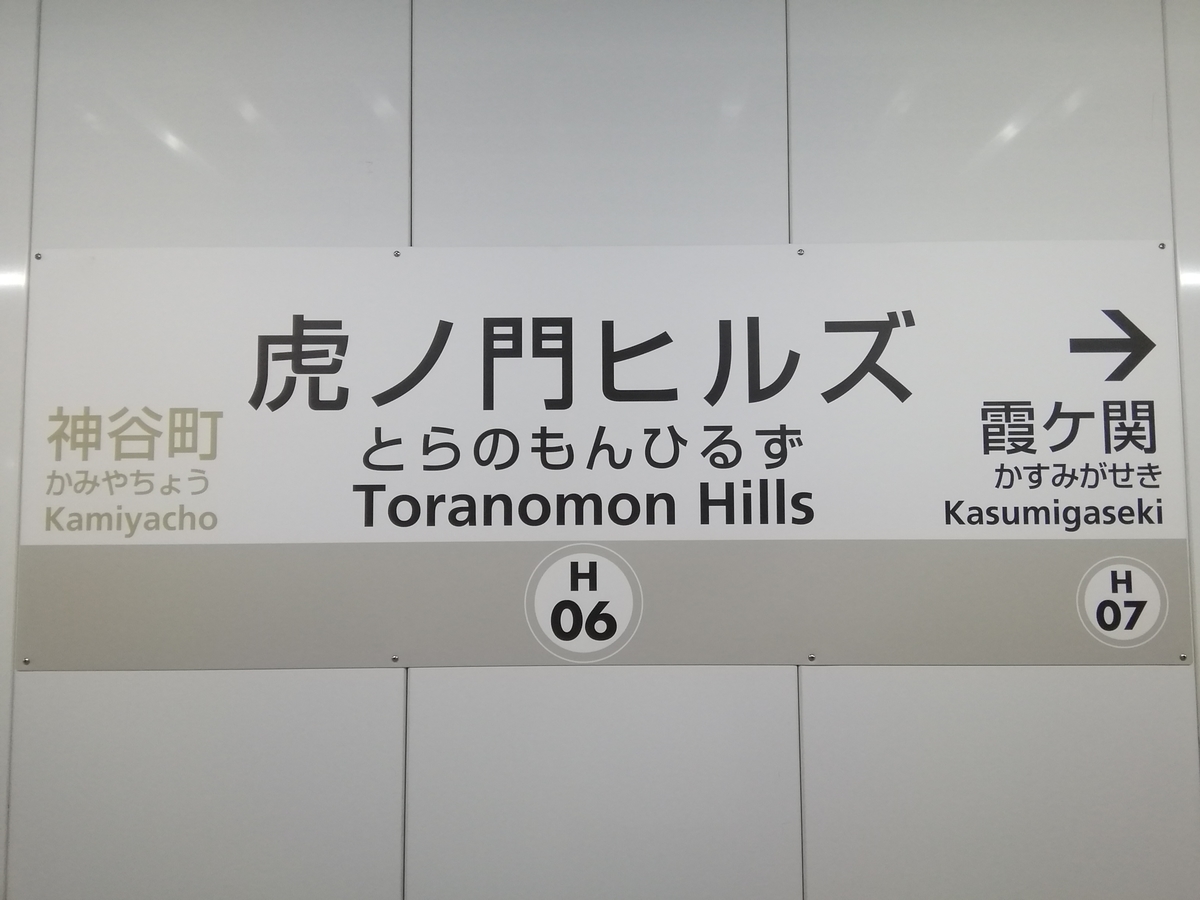 虎ノ門ヒルズ
とらのもんひるず
Toranomon Hills
神谷町
かみやちょう
Kamiyacho
→
霞ケ関
かすみがせき
Kasumigaseki
H
06
H
07